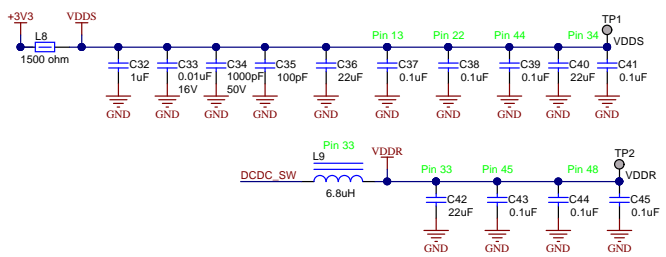 +3V3
VDDS
L8
1500 ohm
Pin 13
Pin 22
Pin 44
Pin 34
TP1
VDDS
C32
1uF
C33
0.01uF
16V
C34
1000pF
50V
C35
100pF
C36
22uF
C37
0.1uF
C38
0.1uF
C39
0.1uF
C40
22uF
C41
0.1uF
GND
GND
GND
GND
GND
GND
GND
GND
GND
GND
Pin 33
L9
DCDC_SW
6.8uH
VDDR
Pin 33
Pin 45
Pin 48
TP2
VDDR
C42
22uF
C43
0.1uF
C44
0.1uF
C45
0.1uF
GND
GND
GND
GND